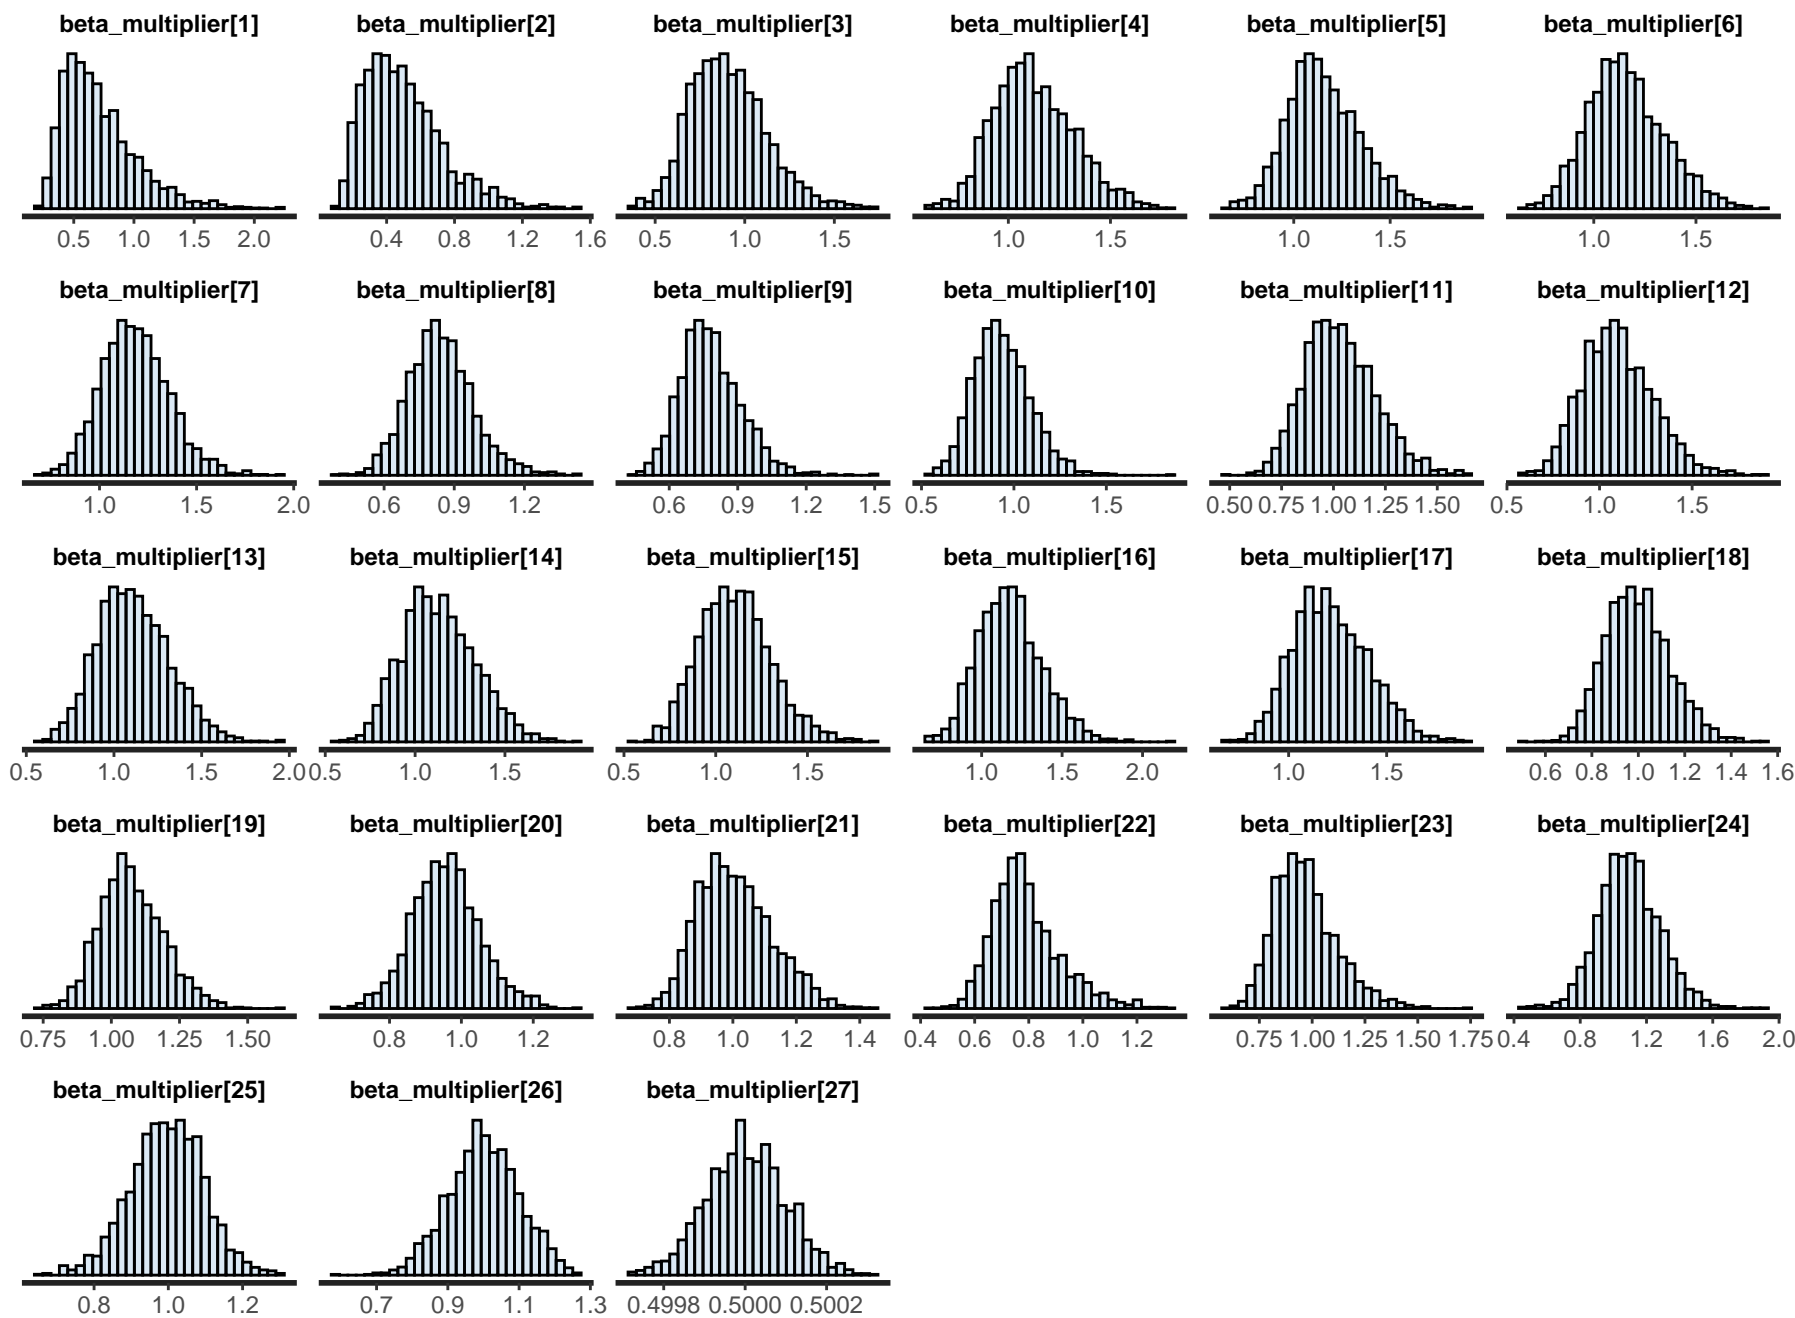 beta_multiplier[1] beta_multiplier[2] beta_multiplier[3] beta_multiplier[4] beta_multiplier[5] beta_multiplier[6]
0.5 1.0 1.5 2.0 0.4 0.8 1.2 1.6 0.5 1.0 1.5 1.0 1.5 1.0 1.5 1.0 1.5
beta_multiplier[7] beta_multiplier[8] beta_multiplier[9] beta_multiplier[10] beta_multiplier[11] beta_multiplier[12]
1.0 1.5 2.0 0.6 0.9 1.2 0.6 0.9 1.2 1.5 0.5 1.0 1.5 0.50 0.75 1.00 1.25 1.50 0.5 1.0 1.5
beta_multiplier[13] beta_multiplier[14] beta_multiplier[15] beta_multiplier[16] beta_multiplier[17] beta_multiplier[18]
0.5 1.0 1.5 2.0 0.5 1.0 1.5 0.5 1.0 1.5 1.0 1.5 2.0 1.0 1.5 0.6 0.8 1.0 1.2 1.4 1.6
beta_multiplier[19] beta_multiplier[20] beta_multiplier[21] beta_multiplier[22] beta_multiplier[23] beta_multiplier[24]
0.75 1.00 1.25 1.50 0.8 1.0 1.2 0.8 1.0 1.2 1.4 0.4 0.6 0.8 1.0 1.2 0.75 1.00 1.25 1.50 1.75 0.4 0.8 1.2 1.6 2.0
beta_multiplier[25] beta_multiplier[26] beta_multiplier[27]
0.8 1.0 1.2 0.7 0.9 1.1 1.3 0.4998 0.5000 0.5002